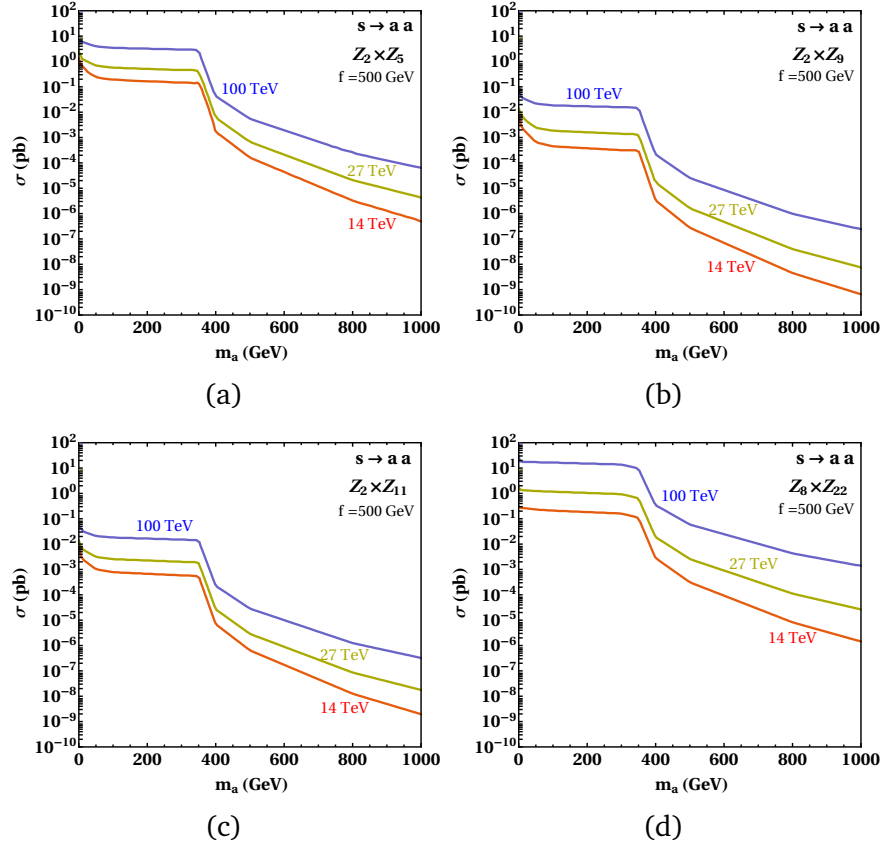 s → a a
Z₂×Z₅
f =500 GeV
100 TeV
27 TeV
14 TeV
10² 10¹ 10⁰ 10⁻¹ 10⁻² 10⁻³ 10⁻⁴ 10⁻⁵ 10⁻⁶ 10⁻⁷ 10⁻⁸ 10⁻⁹ 10⁻¹⁰
σ (pb)
0 200 400 600 800 1000
mₐ (GeV)
(a)
s → a a
Z₂×Z₉
f =500 GeV
100 TeV
27 TeV
14 TeV
10² 10¹ 10⁰ 10⁻¹ 10⁻² 10⁻³ 10⁻⁴ 10⁻⁵ 10⁻⁶ 10⁻⁷ 10⁻⁸ 10⁻⁹ 10⁻¹⁰
σ (pb)
0 200 400 600 800 1000
mₐ (GeV)
(b)
s → a a
Z₂×Z₁₁
f =500 GeV
100 TeV
27 TeV
14 TeV
10² 10¹ 10⁰ 10⁻¹ 10⁻² 10⁻³ 10⁻⁴ 10⁻⁵ 10⁻⁶ 10⁻⁷ 10⁻⁸ 10⁻⁹ 10⁻¹⁰
σ (pb)
0 200 400 600 800 1000
mₐ (GeV)
(c)
s → a a
Z₈×Z₂₂
f =500 GeV
100 TeV
27 TeV
14 TeV
10² 10¹ 10⁰ 10⁻¹ 10⁻² 10⁻³ 10⁻⁴ 10⁻⁵ 10⁻⁶ 10⁻⁷ 10⁻⁸ 10⁻⁹ 10⁻¹⁰
σ (pb)
0 200 400 600 800 1000
mₐ (GeV)
(d)